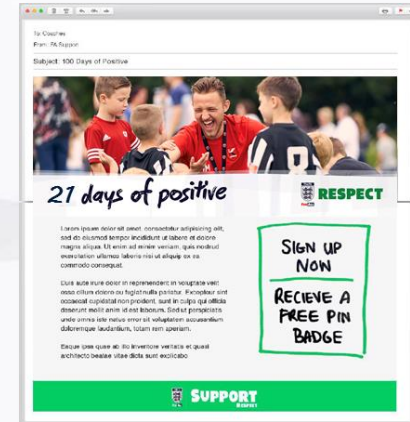 To: Coaches
From: FA Support
Subject: 100 Days of Positive
21 days of positive
RESPECT
Lorem ipsum dolor sit amet, consectetur adipisicing elit,
sed do eiusmod tempor incididunt ut labore et dolore
magna aliqua. Ut enim ad minim veniam, quis nostrud
exercitation ullamco laboris nisi ut aliquip ex ea
commodo consequat.
Duis aute irure dolor in reprehenderit in voluptate velit
esse cillum dolore eu fugiat nulla pariatur. Excepteur sint
occaecat cupidatat non proident, sunt in culpa qui officia
deserunt mollit anim id est laborum. Sed ut perspiciatis
unde omnis iste natus error sit voluptatem accusantium
doloremque laudantium, totam rem aperiam.
Eaque ipsa quae ab illo inventore veritatis et quasi
architecto beatae vitae dicta sunt explicabo
SIGN UP
NOW
RECIEVE A
FREE PIN
BADGE
SUPPORT
RESPECT